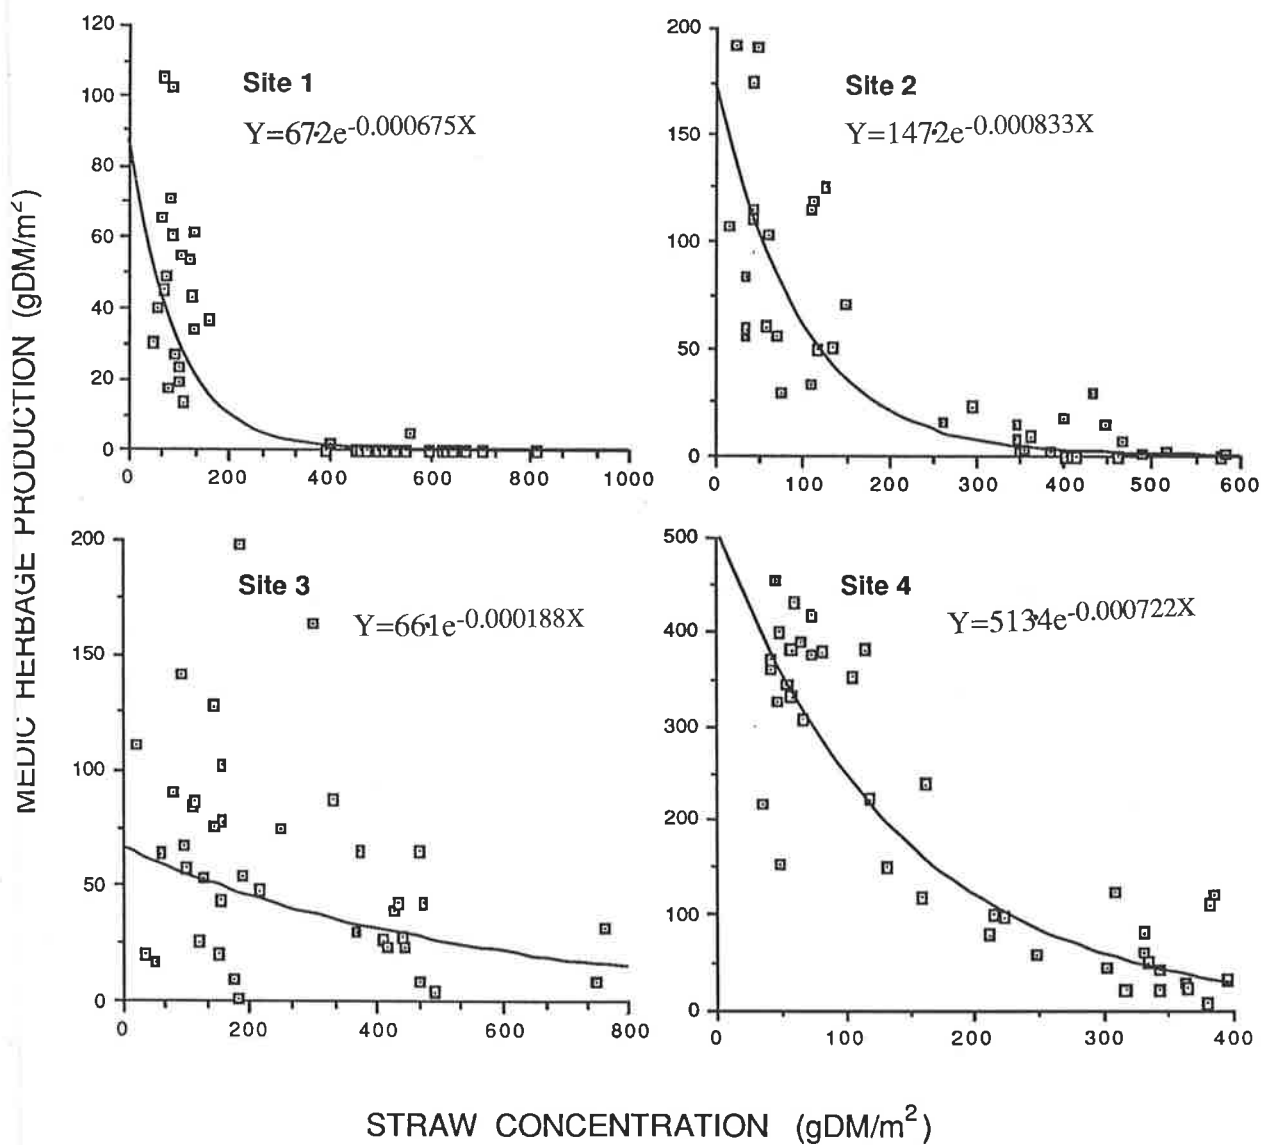 MEDIC HERBAGE PRODUCTION (gDM/m²)
120
100
80
60
40
20
0
0 200 400 600 800 1000
Site 1
Y=67·2e^-0.000675X
200
150
100
50
0
0 100 200 300 400 500 600
Site 2
Y=147·2e^-0.000833X
200
150
100
50
0
0 200 400 600 800
Site 3
Y=66·1e^-0.000188X
500
400
300
200
100
0
0 100 200 300 400
Site 4
Y=513·4e^-0.000722X
STRAW CONCENTRATION (gDM/m²)